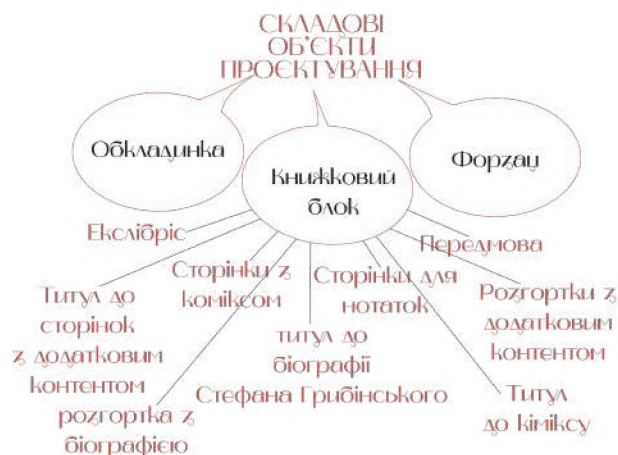 СКЛАДОВІ
ОБ'ЄКТИ
ПРОЄКТУВАННЯ
Обкладинка
Книжковий
блок
Форзац
Екслібріс
Передмова
Сторінки з
коміксом
Сторінки для
нотаток
Титул до
сторінок
з додатковим
контентом
титул до
біографії
Стефана Грибінського
Розгортки з
додатковим
контентом
розгортка з
біографією
Титул
до кіміксу